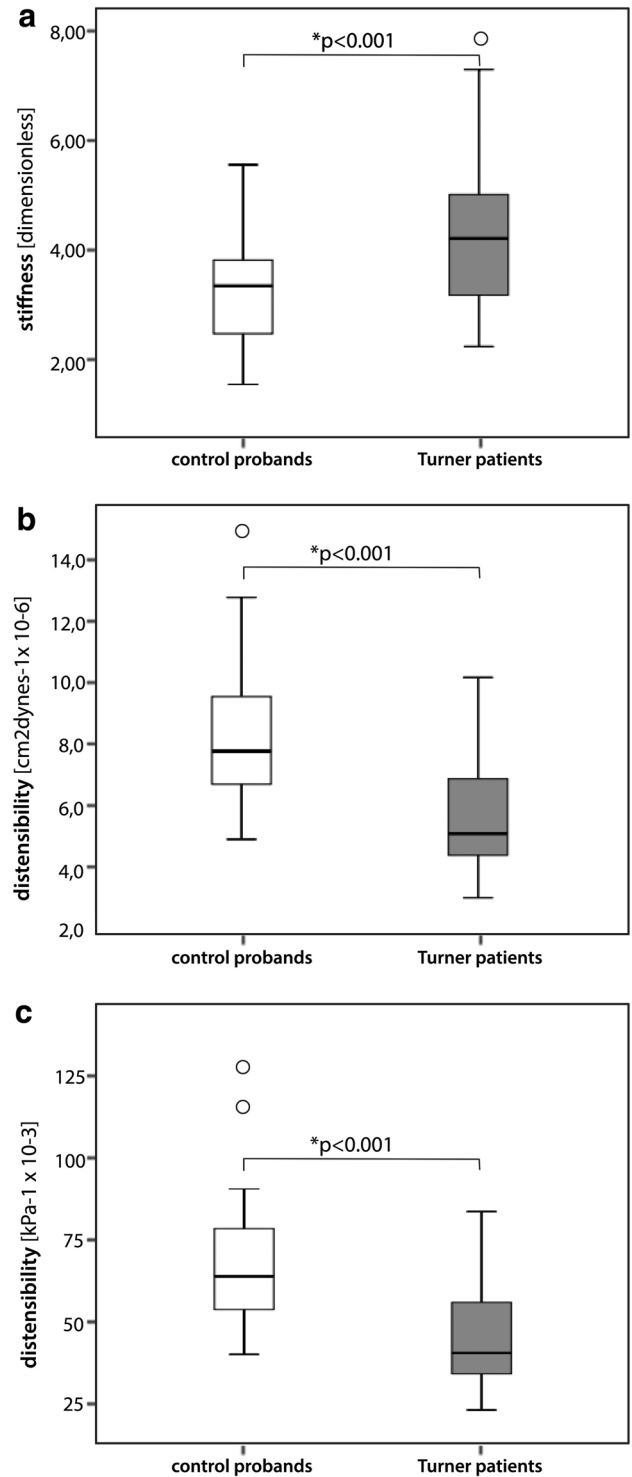 a
stiffness [dimensionless]
8,00
6,00
4,00
2,00
*p<0.001
control probands
Turner patients
b
distensibility [cm2dynes-1x 10-6]
14,0
12,0
10,0
8,0
6,0
4,0
2,0
*p<0.001
control probands
Turner patients
c
distensibility [kPa-1 x 10-3]
125
100
75
50
25
*p<0.001
control probands
Turner patients